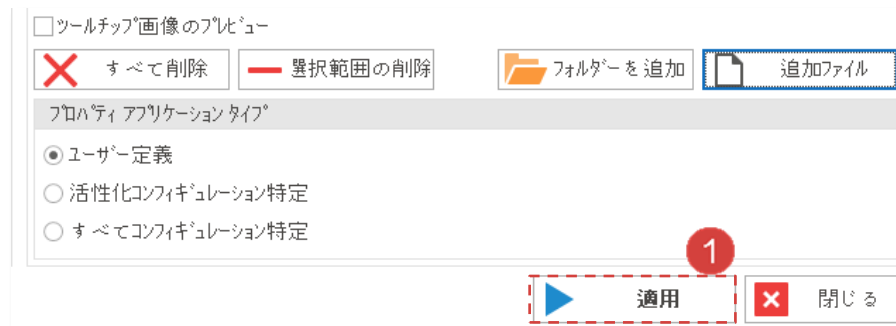 ツールチップ画像のプレビュー
すべて削除 選択範囲の削除 フォルダーを追加 追加ファイル
プロパティ アプリケーション タイプ
ユーザー定義
活性化コンフィギュレーション特定
すべてコンフィギュレーション特定
1
適用 閉じる